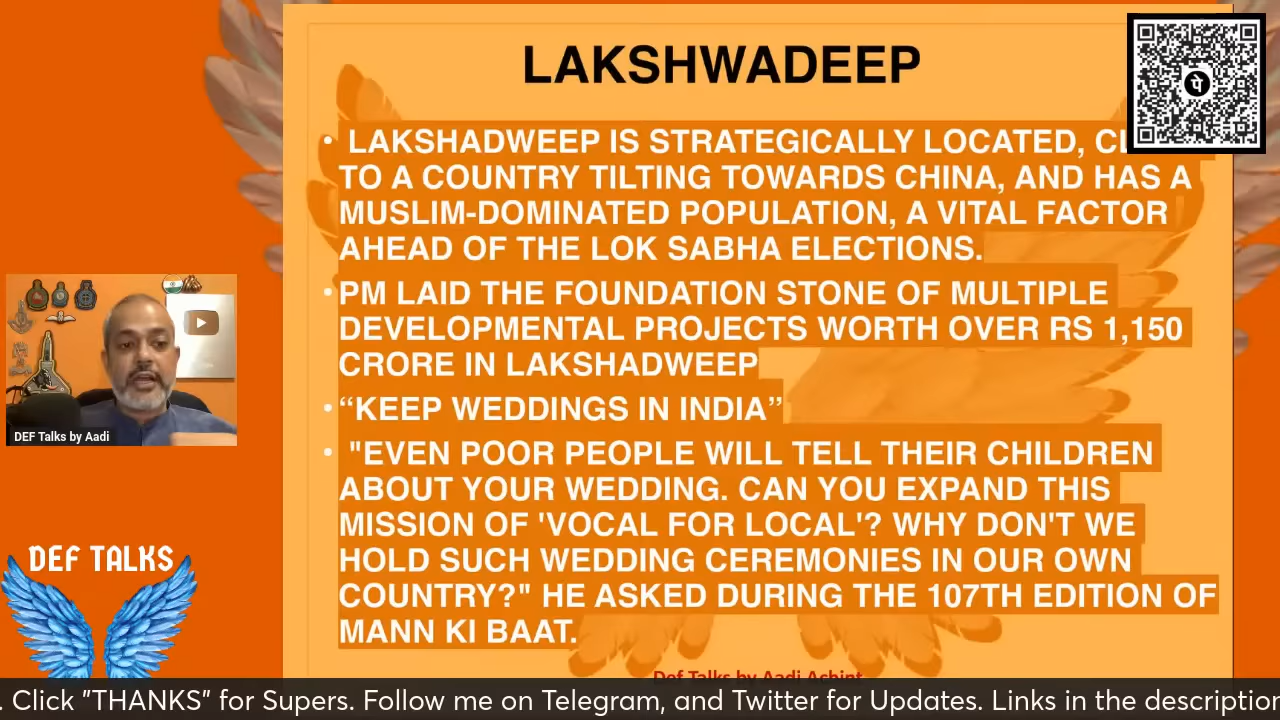 LAKSHWADEEP
• LAKSHADWEEP IS STRATEGICALLY LOCATED,
TO A COUNTRY TILTING TOWARDS CHINA, AND HAS A
MUSLIM-DOMINATED POPULATION, A VITAL FACTOR
AHEAD OF THE LOK SABHA ELECTIONS.
• PM LAID THE FOUNDATION STONE OF MULTIPLE
DEVELOPMENTAL PROJECTS WORTH OVER RS 1,150
CRORE IN LAKSHADWEEP
• “KEEP WEDDINGS IN INDIA”
• "EVEN POOR PEOPLE WILL TELL THEIR CHILDREN
ABOUT YOUR WEDDING. CAN YOU EXPAND THIS
MISSION OF 'VOCAL FOR LOCAL'? WHY DON'T WE
HOLD SUCH WEDDING CEREMONIES IN OUR OWN
COUNTRY?" HE ASKED DURING THE 107TH EDITION OF
MANN KI BAAT.
Def Talks by Aadi Achint
पे
DEF Talks by Aadi
DEF TALKS
. Click "THANKS" for Supers. Follow me on Telegram, and Twitter for Updates. Links in the description